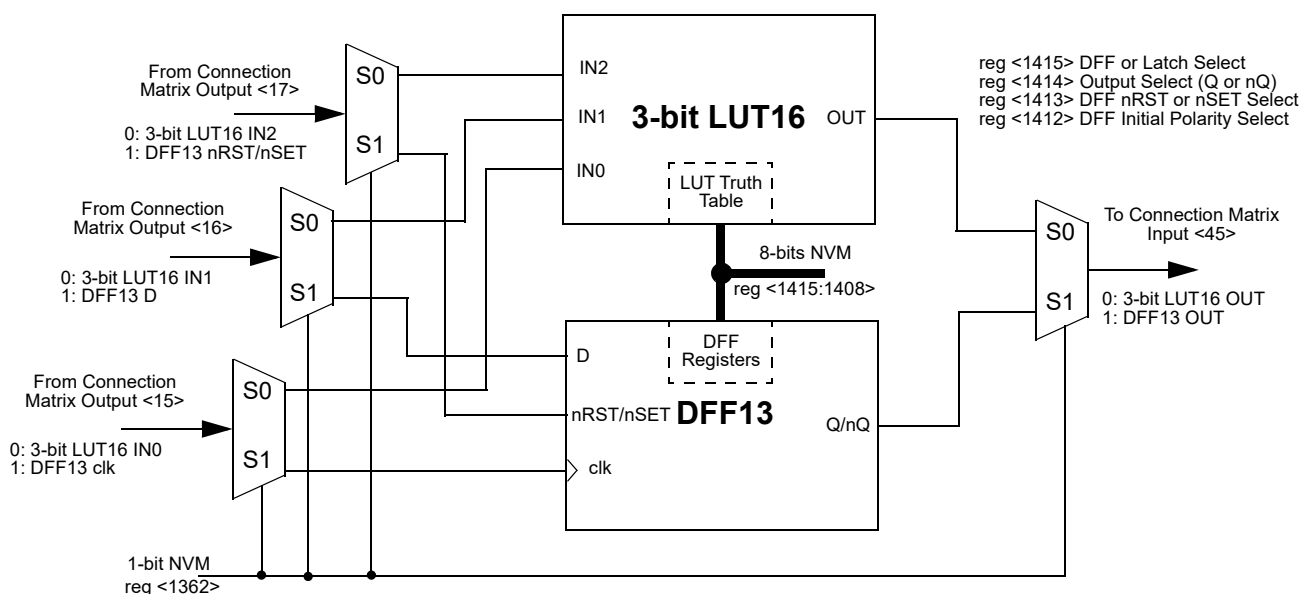 From Connection
Matrix Output <17>
0: 3-bit LUT16 IN2
1: DFF13 nRST/nSET
S0
S1
From Connection
Matrix Output <16>
0: 3-bit LUT16 IN1
1: DFF13 D
S0
S1
From Connection
Matrix Output <15>
0: 3-bit LUT16 IN0
1: DFF13 clk
S0
S1
1-bit NVM
reg <1362>
IN2
IN1
IN0
3-bit LUT16
OUT
LUT Truth
Table
8-bits NVM
reg <1415:1408>
DFF
Registers
D
nRST/nSET
DFF13
clk
Q/nQ
reg <1415> DFF or Latch Select
reg <1414> Output Select (Q or nQ)
reg <1413> DFF nRST or nSET Select
reg <1412> DFF Initial Polarity Select
S0
S1
To Connection Matrix
Input <45>
0: 3-bit LUT16 OUT
1: DFF13 OUT